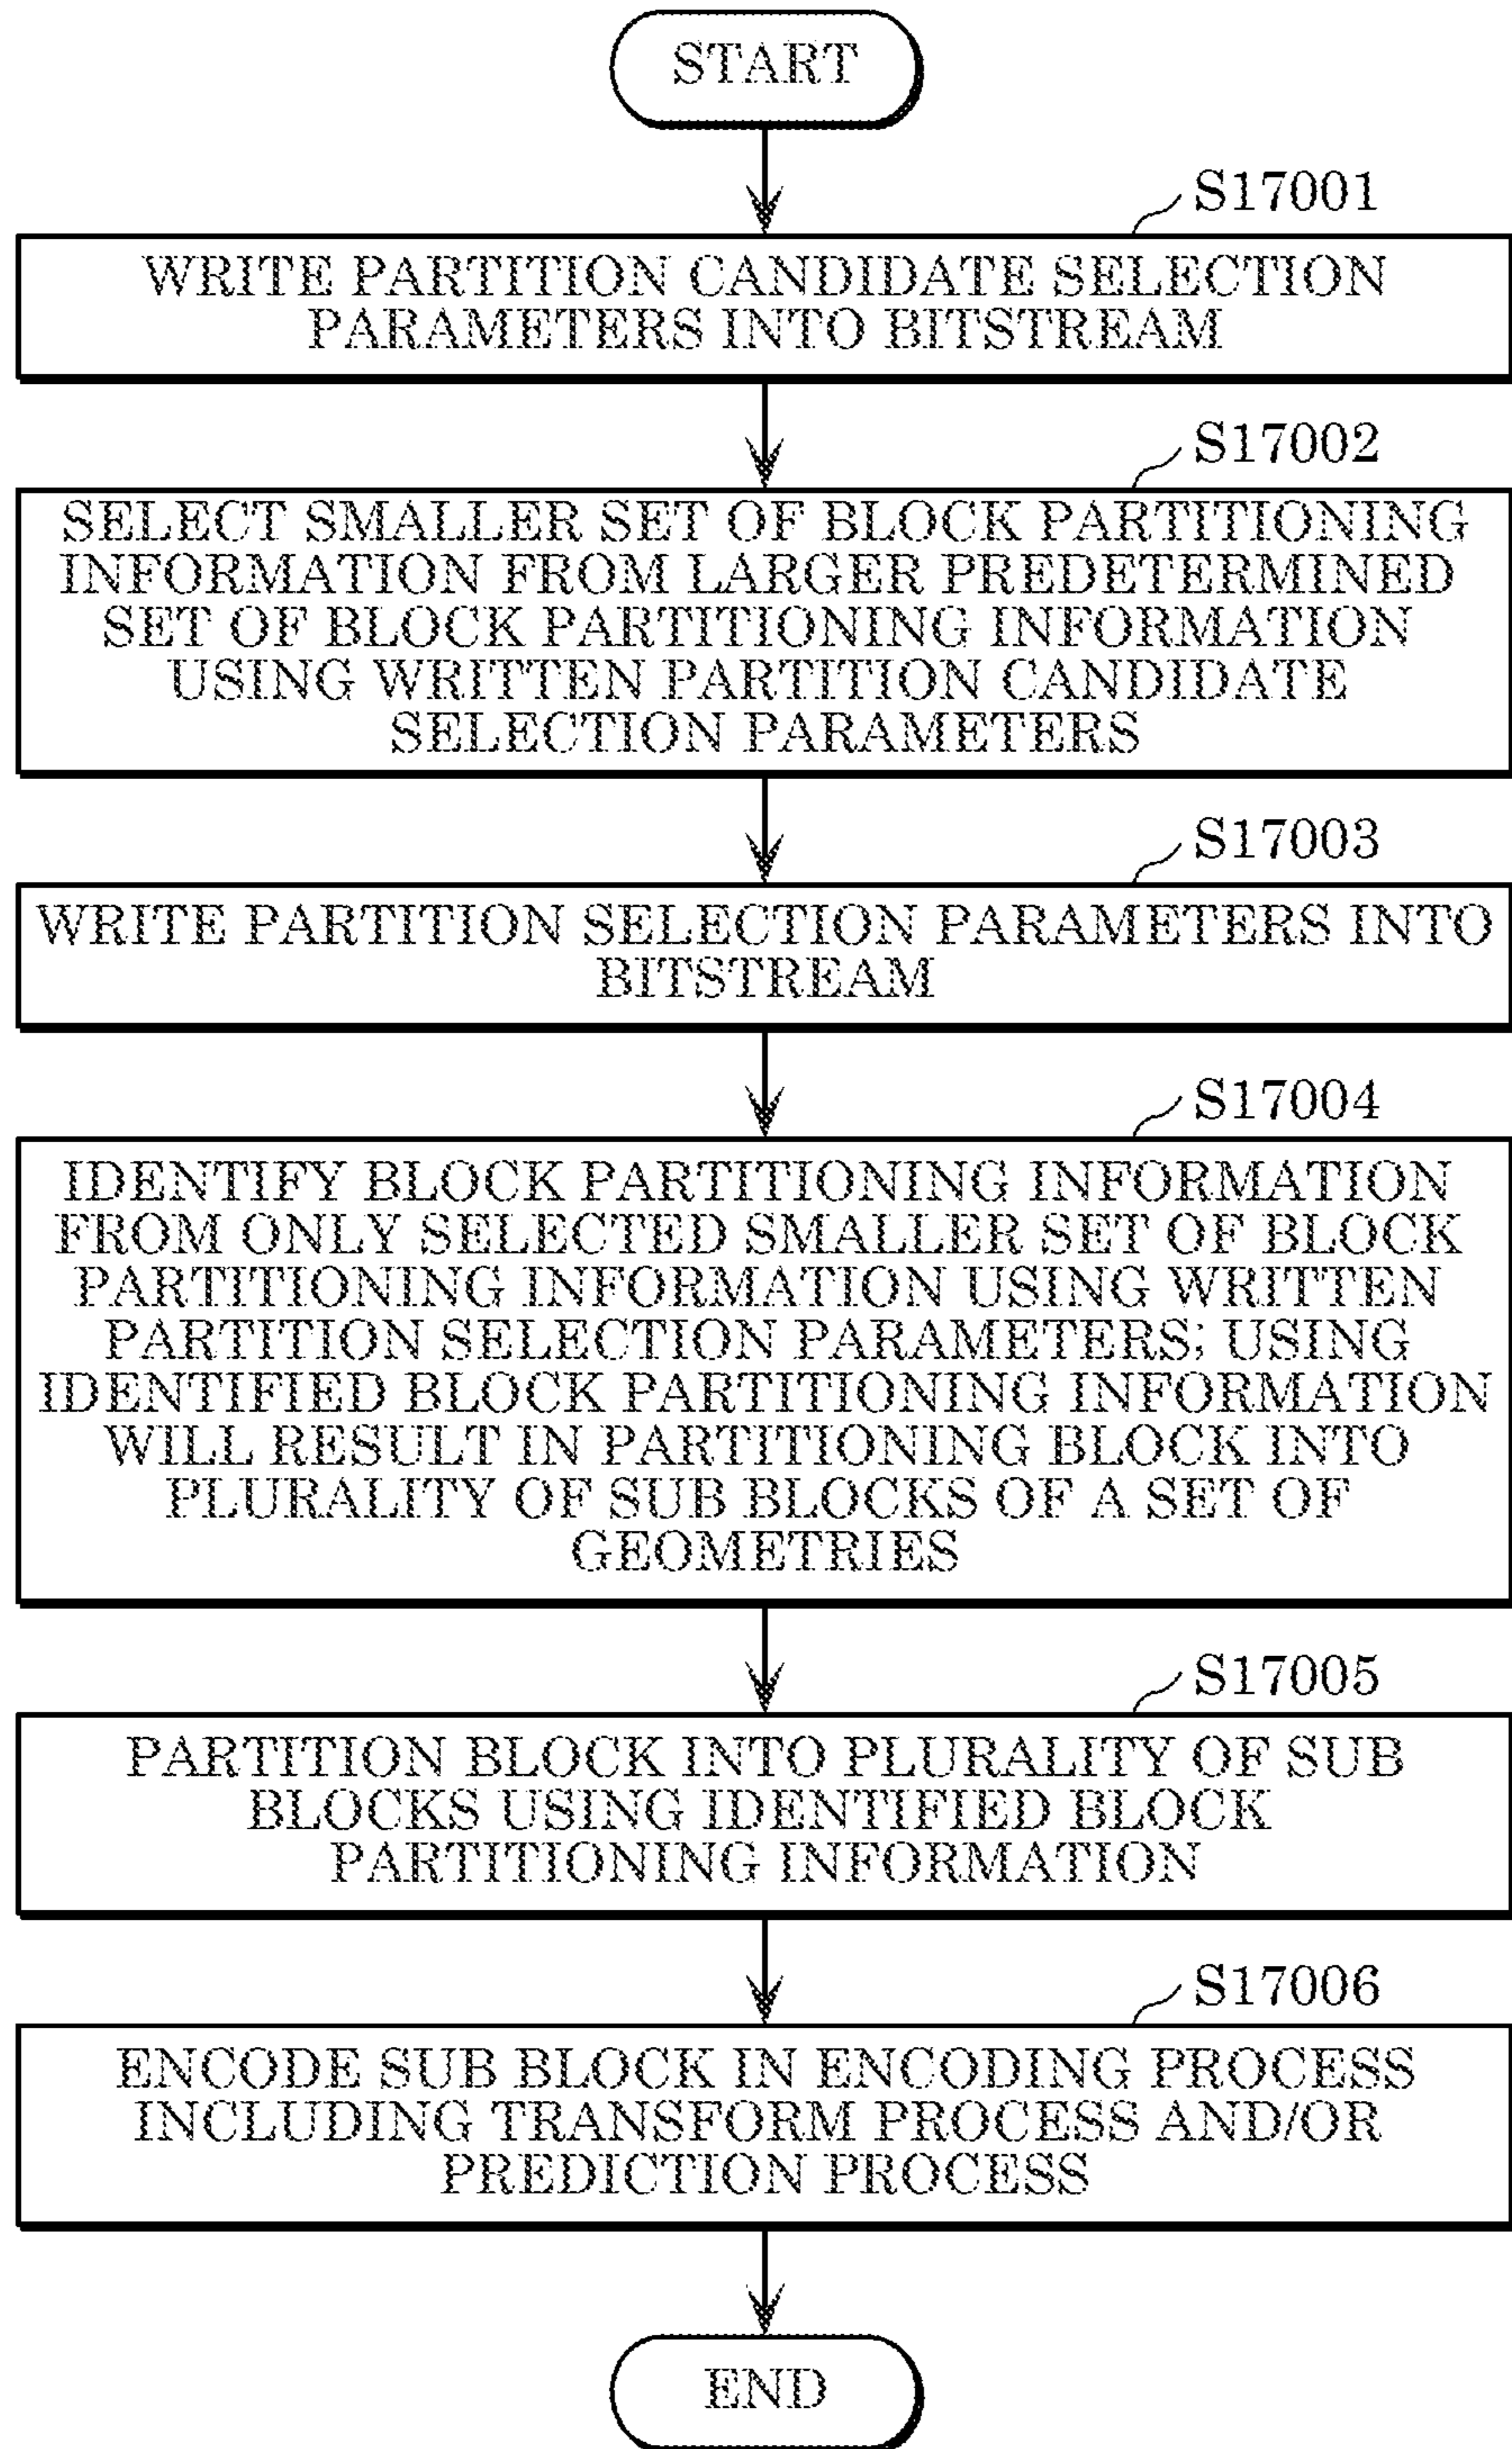 START
S17001
WRITE PARTITION CANDIDATE SELECTION
PARAMETERS INTO BITSTREAM
S17002
SELECT SMALLER SET OF BLOCK PARTITIONING
INFORMATION FROM LARGER PREDETERMINED
SET OF BLOCK PARTITIONING INFORMATION
USING WRITTEN PARTITION CANDIDATE
SELECTION PARAMETERS
S17003
WRITE PARTITION SELECTION PARAMETERS INTO
BITSTREAM
S17004
IDENTIFY BLOCK PARTITIONING INFORMATION
FROM ONLY SELECTED SMALLER SET OF BLOCK
PARTITIONING INFORMATION USING WRITTEN
PARTITION SELECTION PARAMETERS; USING
IDENTIFIED BLOCK PARTITIONING INFORMATION
WILL RESULT IN PARTITIONING BLOCK INTO
PLURALITY OF SUB BLOCKS OF A SET OF
GEOMETRIES
S17005
PARTITION BLOCK INTO PLURALITY OF SUB
BLOCKS USING IDENTIFIED BLOCK
PARTITIONING INFORMATION
S17006
ENCODE SUB BLOCK IN ENCODING PROCESS
INCLUDING TRANSFORM PROCESS AND/OR
PREDICTION PROCESS
END